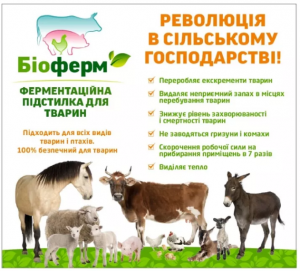 Біоферм
ФЕРМЕНТАЦІЙНА
ПІДСТИЛКА ДЛЯ
ТВАРИН
Підходить для всіх видів
тварин і птахів.
100% безпечний для тварин
РЕВОЛЮЦІЯ
В СІЛЬСЬКОМУ
ГОСПОДАРСТВІ!
Переробляє екскременти тварин
Видаляє неприємний запах в місцях
перебування тварин
Знижує рівень захворюваності
і смертності тварин
Не заводяться гризуни і комахи
Скорочення робочої сили на
прибирання приміщень в 7 разів
Виділяє тепло